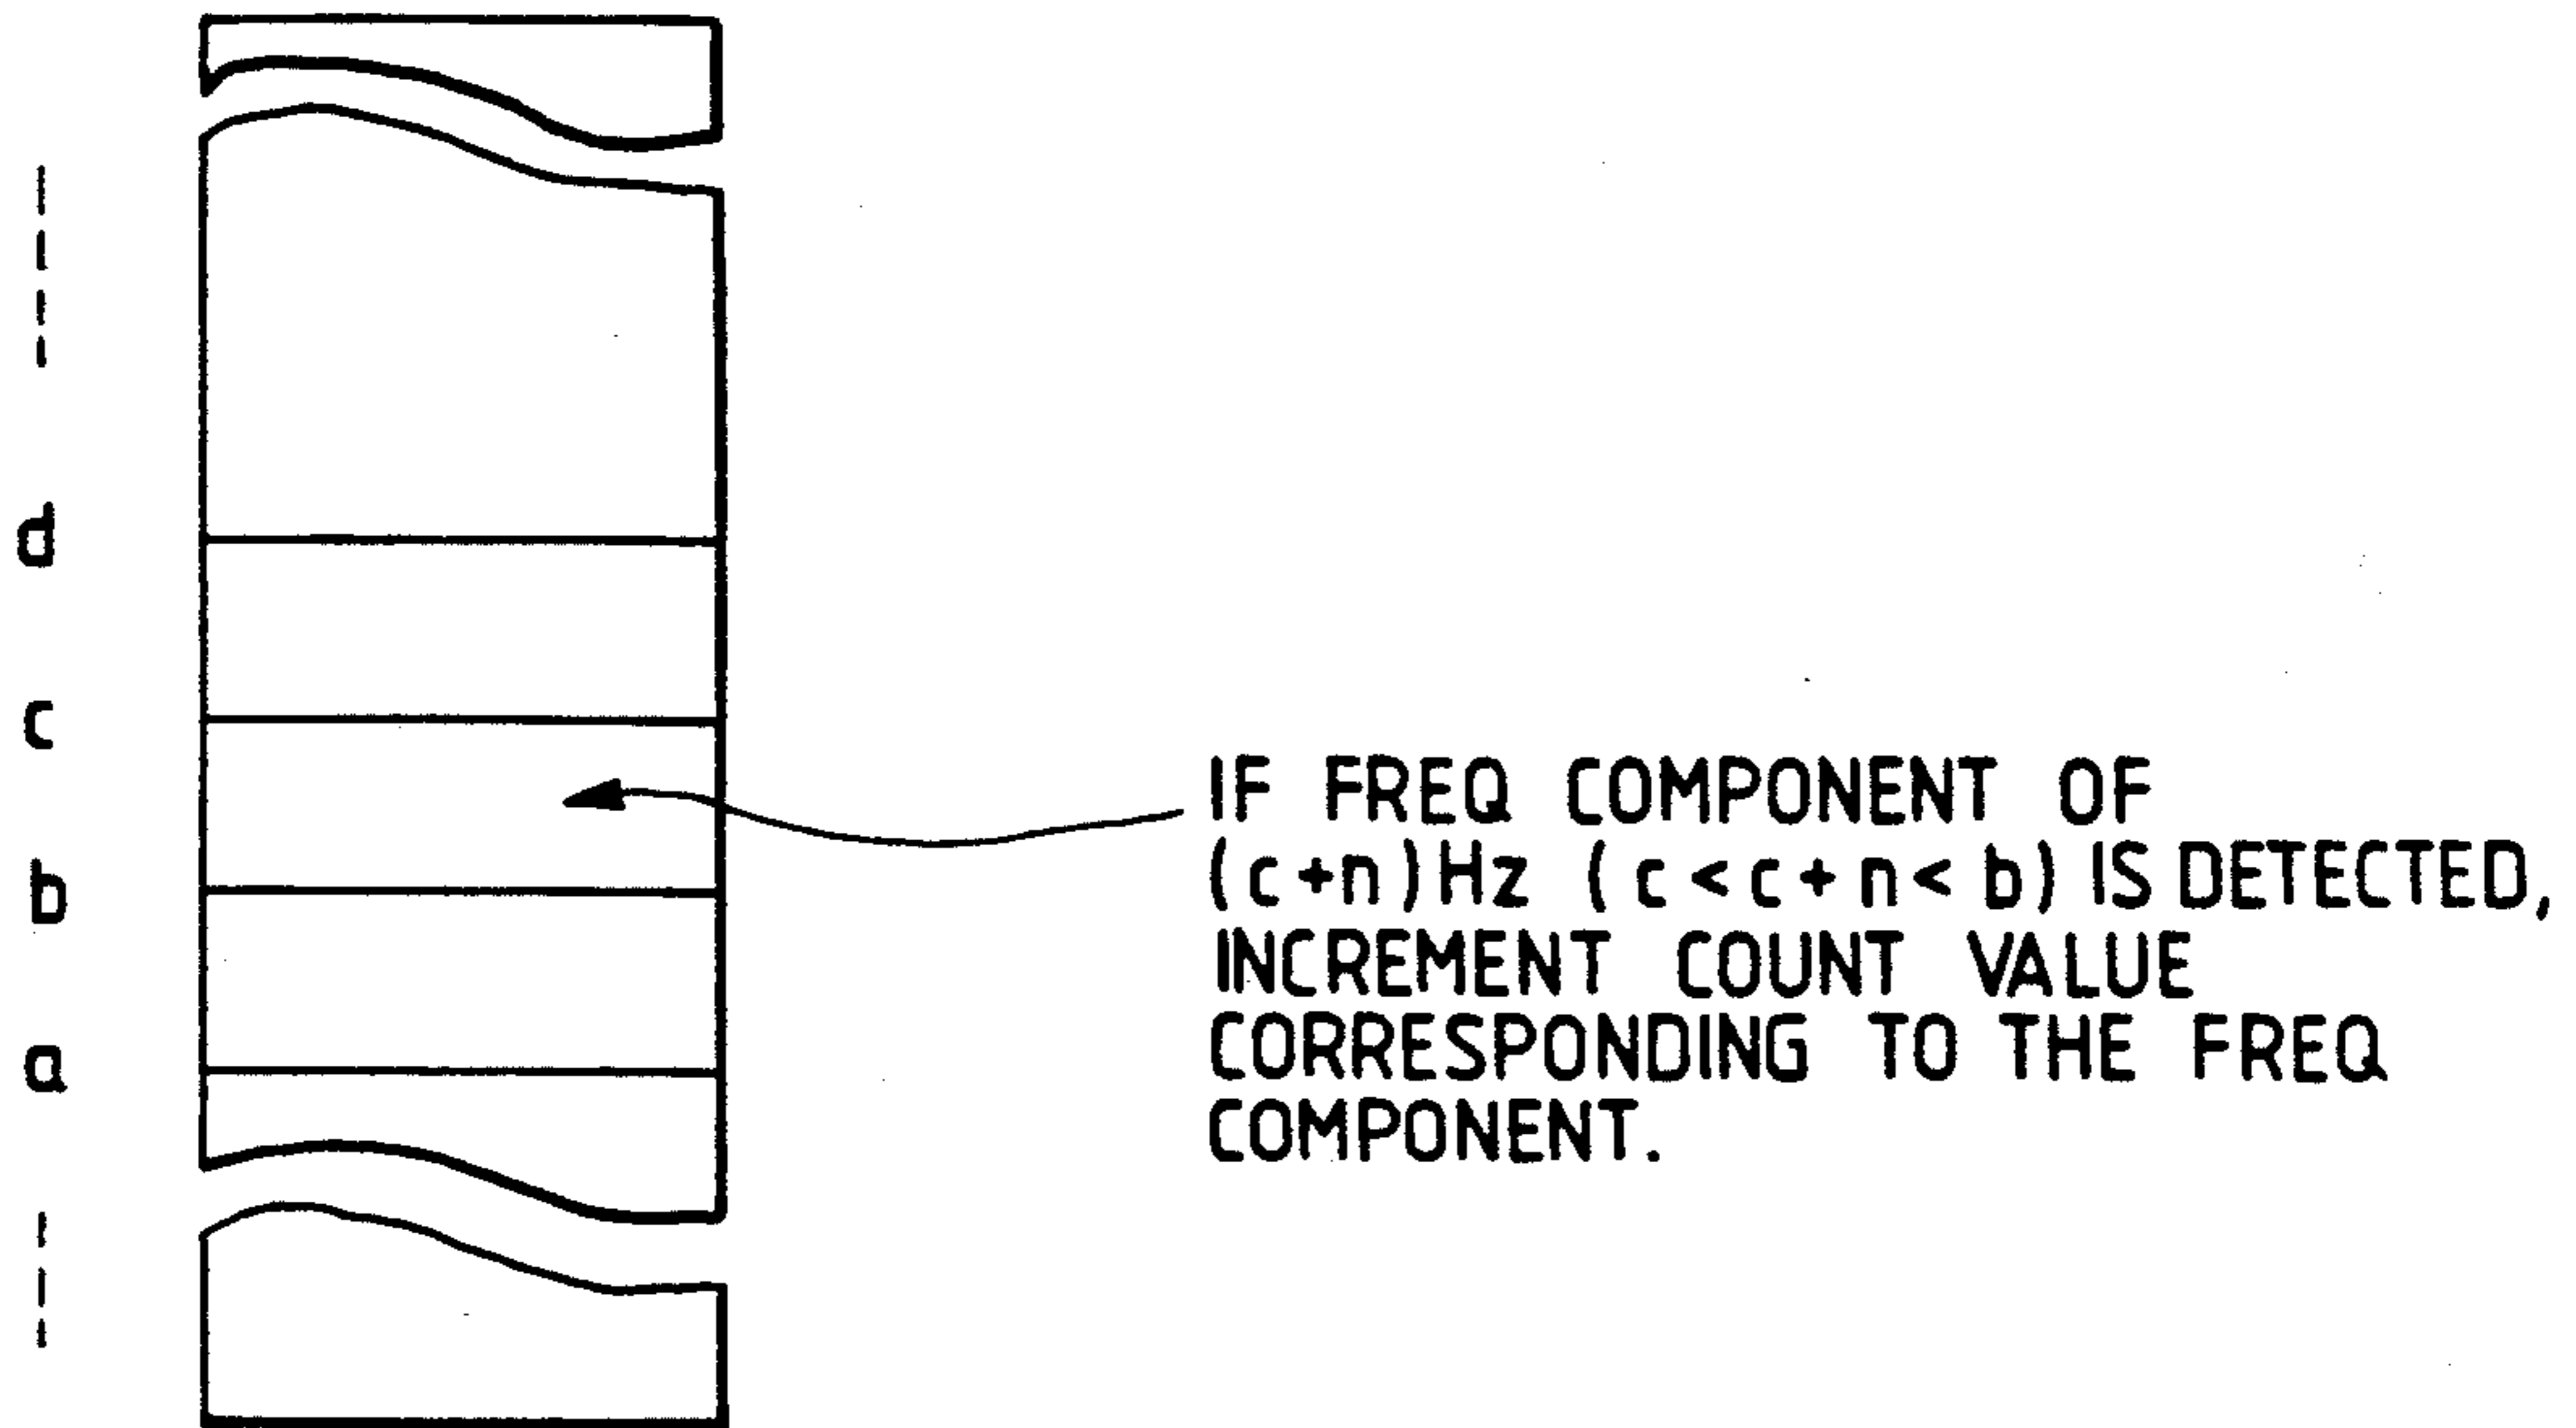 d
c
b
a
IF FREQ COMPONENT OF
(c+n)Hz (c<c+n<b) IS DETECTED,
INCREMENT COUNT VALUE
CORRESPONDING TO THE FREQ
COMPONENT.